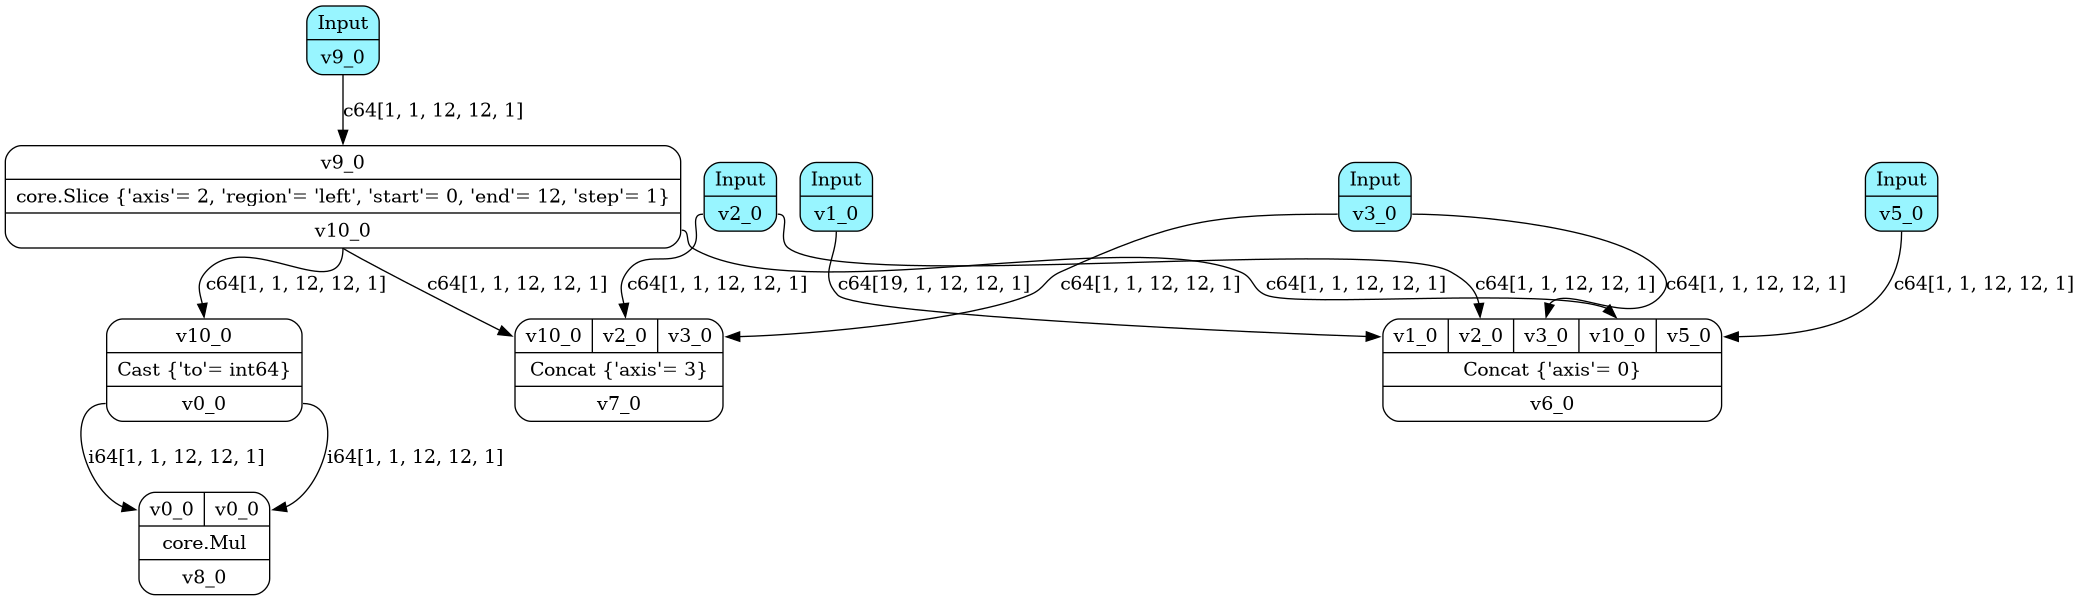 Input
v9_0
c64[1, 1, 12, 12, 1]
v9_0
core.Slice {'axis'= 2, 'region'= 'left', 'start'= 0, 'end'= 12, 'step'= 1}
v10_0
Input
v2_0
Input
v1_0
Input
v3_0
Input
v5_0
c64[1, 1, 12, 12, 1]
c64[1, 1, 12, 12, 1]
c64[1, 1, 12, 12, 1]
c64[19, 1, 12, 12, 1]
c64[1, 1, 12, 12, 1]
c64[1, 1, 12, 12, 1]
c64[1, 1, 12, 12, 1]
c64[1, 1, 12, 12, 1]
c64[1, 1, 12, 12, 1]
v10_0
Cast {'to'= int64}
v0_0
v10_0 v2_0 v3_0
Concat {'axis'= 3}
v7_0
v1_0 v2_0 v3_0 v10_0 v5_0
Concat {'axis'= 0}
v6_0
i64[1, 1, 12, 12, 1]
i64[1, 1, 12, 12, 1]
v0_0 v0_0
core.Mul
v8_0